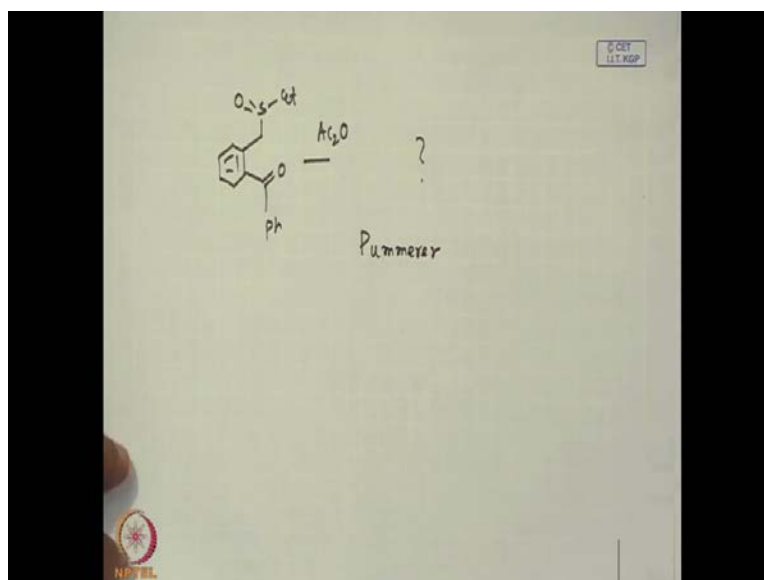 © CET
I.I.T. KGP
O
S
Et
Ac₂O
O
?
Ph
Pummerer
NPTEL